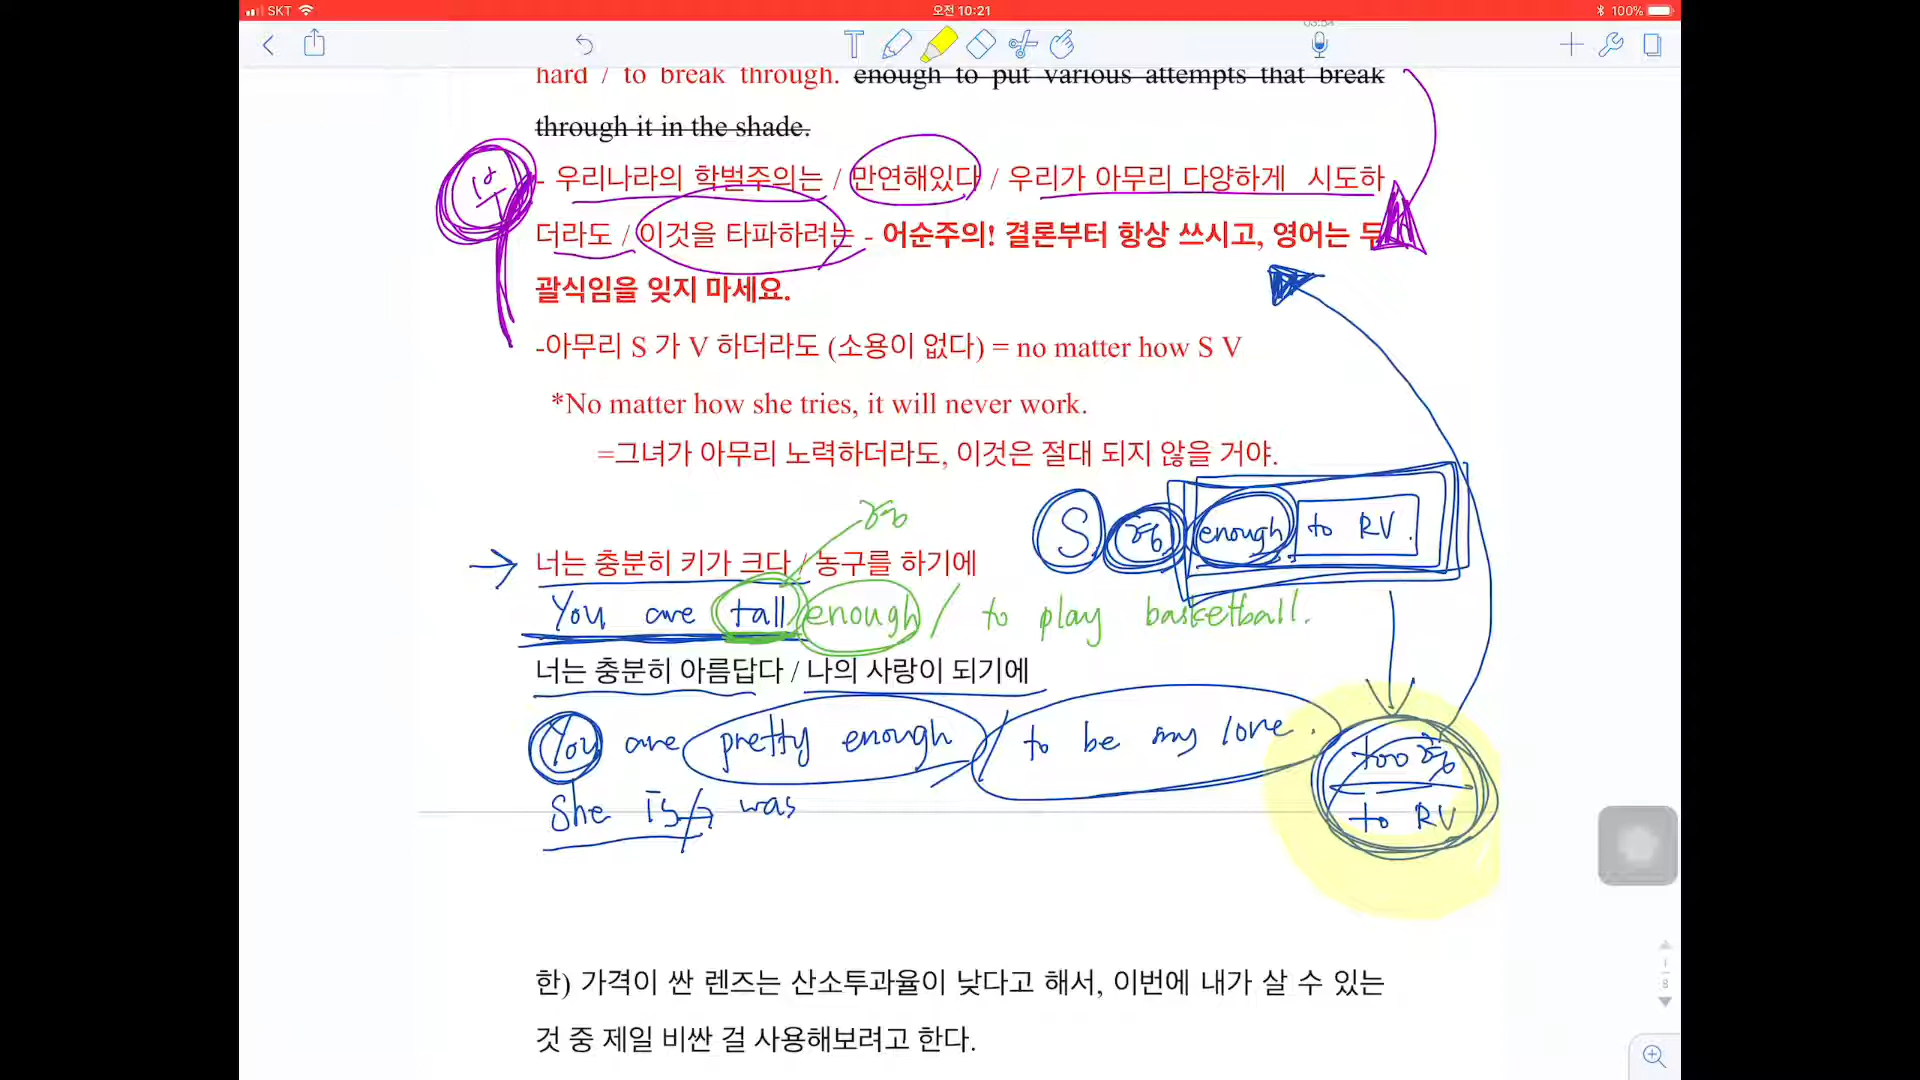 SKT 오전 10:21 100%
hard / to break through. enough to put various attempts that break
through it in the shade.
- 우리나라의 학벌주의는 / 만연해있다 / 우리가 아무리 다양하게 시도하
더라도 / 이것을 타파하려는 - 어순주의! 결론부터 항상 쓰시고, 영어는 두
괄식임을 잊지 마세요.
-아무리 S 가 V 하더라도 (소용이 없다) = no matter how S V
*No matter how she tries, it will never work.
=그녀가 아무리 노력하더라도, 이것은 절대 되지 않을 거야.
S 형 enough to RV.
형
너는 충분히 키가 크다 / 농구를 하기에
You are tall enough / to play basketball.
너는 충분히 아름답다 / 나의 사랑이 되기에
You are pretty enough / to be my love.
too 형
to RV
She is was
한) 가격이 싼 렌즈는 산소투과율이 낮다고 해서, 이번에 내가 살 수 있는
것 중 제일 비싼 걸 사용해보려고 한다.